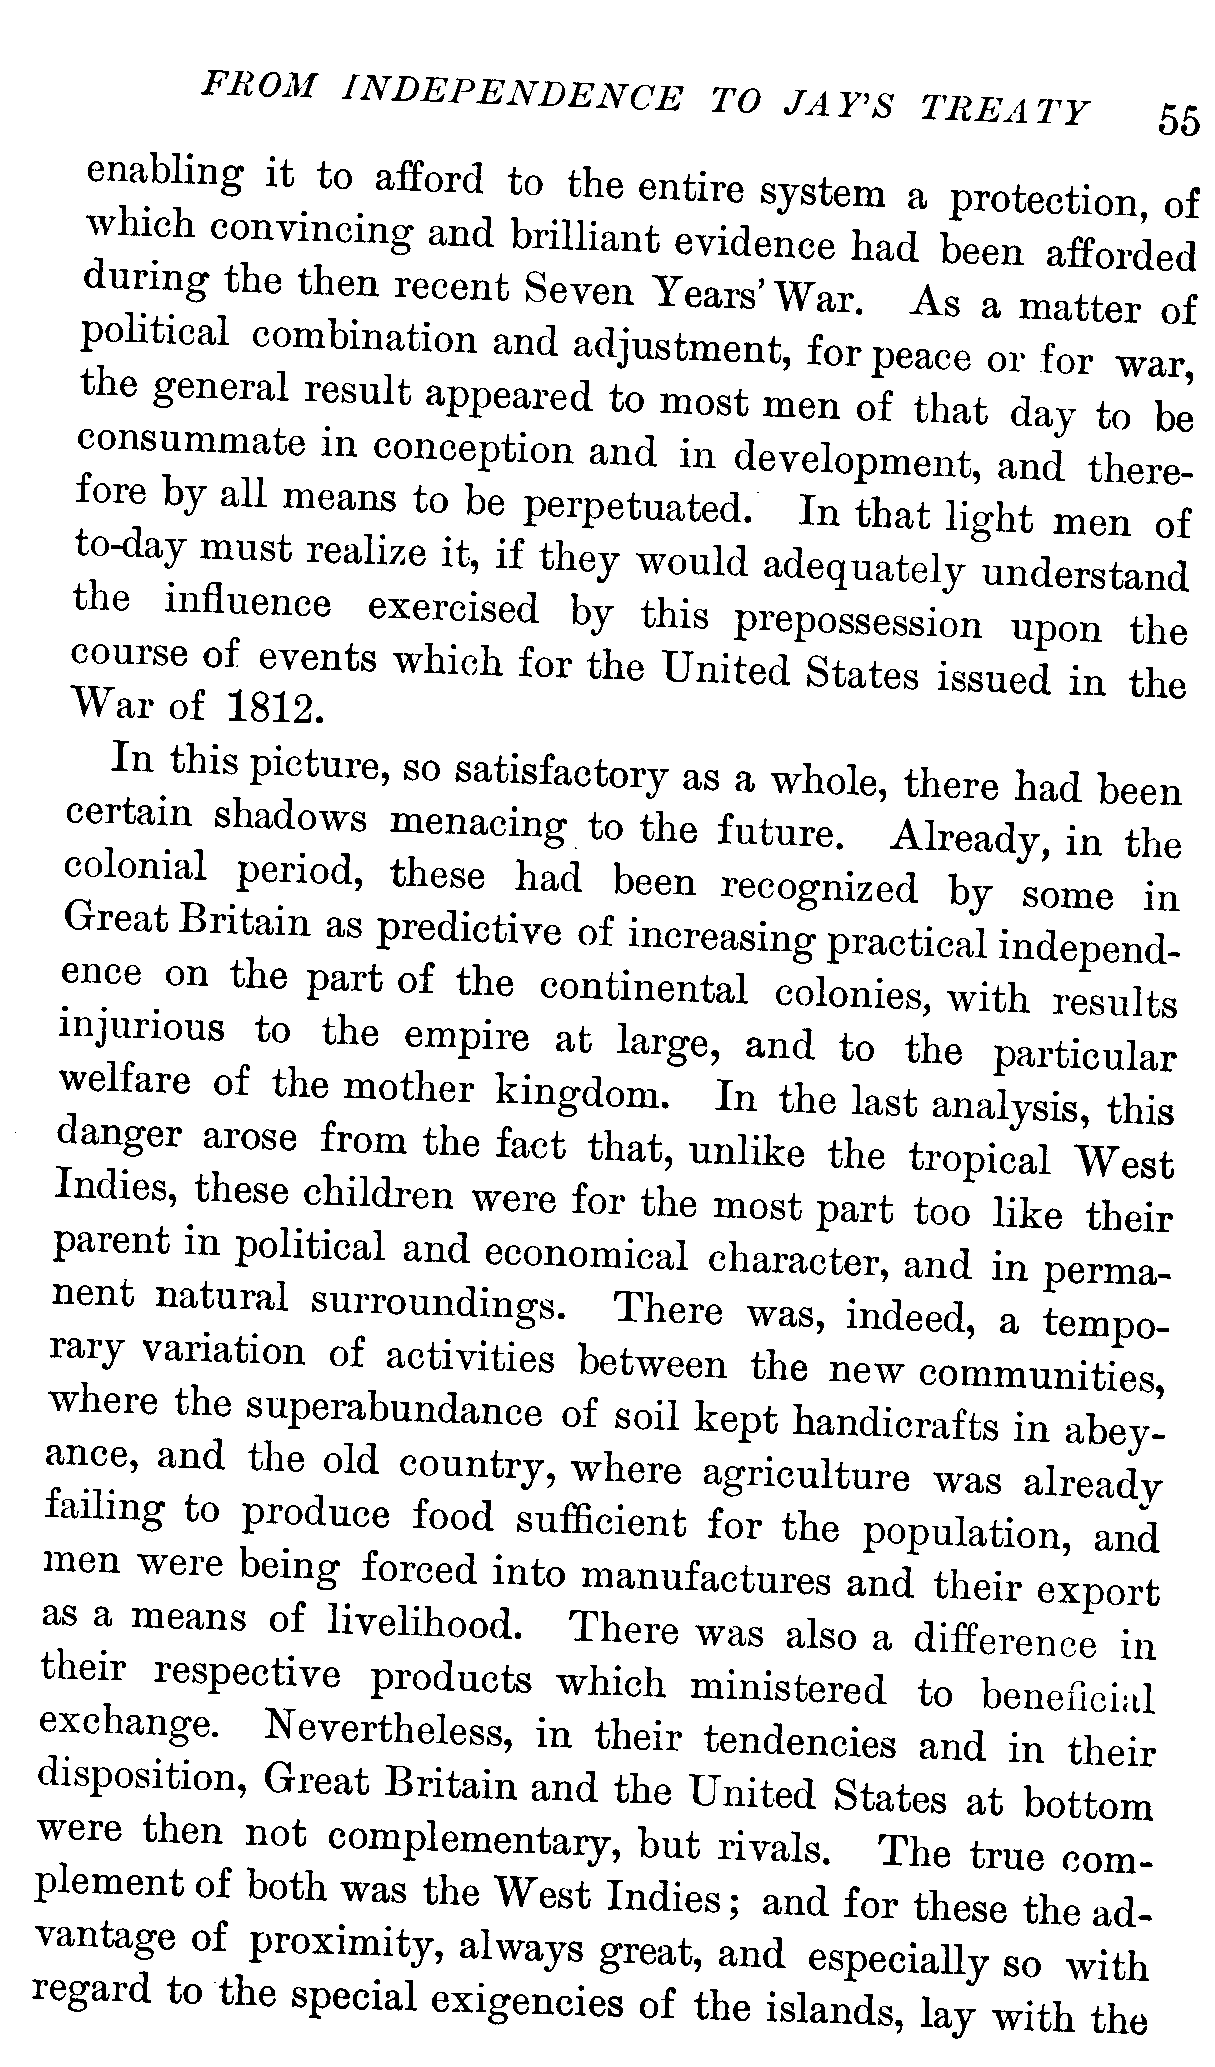 FROM INDEPENDENCE TO JAY'S TREATY 55
enabling it to afford to the entire system a protection, of
which convincing and brilliant evidence had been afforded
during the then recent Seven Years' War. As a matter of
political combination and adjustment, for peace or for war,
the general result appeared to most men of that day to be
consummate in conception and in development, and there-
fore by all means to be perpetuated. In that light men of
to-day must realize it, if they would adequately understand
the influence exercised by this prepossession upon the
course of events which for the United States issued in the
War of 1812.
In this picture, so satisfactory as a whole, there had been
certain shadows menacing to the future. Already, in the
colonial period, these had been recognized by some in
Great Britain as predictive of increasing practical independ-
ence on the part of the continental colonies, with results
injurious to the empire at large, and to the particular
welfare of the mother kingdom. In the last analysis, this
danger arose from the fact that, unlike the tropical West
Indies, these children were for the most part too like their
parent in political and economical character, and in perma-
nent natural surroundings. There was, indeed, a tempo-
rary variation of activities between the new communities,
where the superabundance of soil kept handicrafts in abey-
ance, and the old country, where agriculture was already
failing to produce food sufficient for the population, and
men were being forced into manufactures and their export
as a means of livelihood. There was also a difference in
their respective products which ministered to beneficial
exchange. Nevertheless, in their tendencies and in their
disposition, Great Britain and the United States at bottom
were then not complementary, but rivals. The true com-
plement of both was the West Indies; and for these the ad-
vantage of proximity, always great, and especially so with
regard to the special exigencies of the islands, lay with the